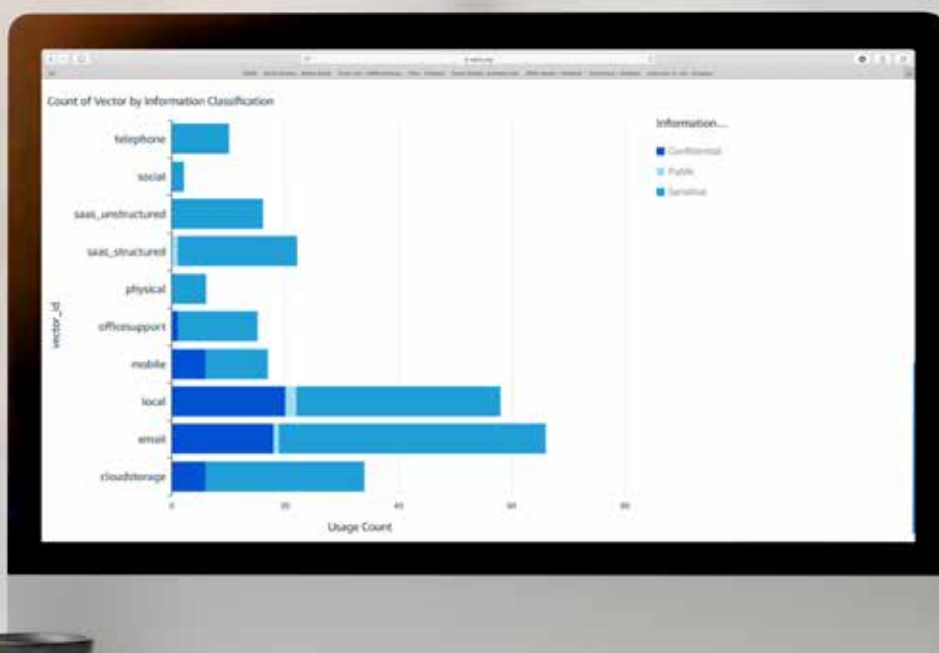 Count of Vector by Information Classification
Information....
Confidential
Public
Sensitive
telephone
social
saas_unstructured
saas_structured
physical
officesupport
mobile
local
email
cloudstorage
vector_id
0 20 40 60 80
Usage Count